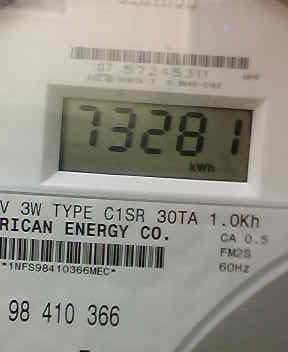 73281
kWh
V 3W TYPE C1SR 30TA 1.0Kh
RICAN ENERGY CO.
CA 0.5
FM2S
*1NFS98410366MEC*
60Hz
98 410 366